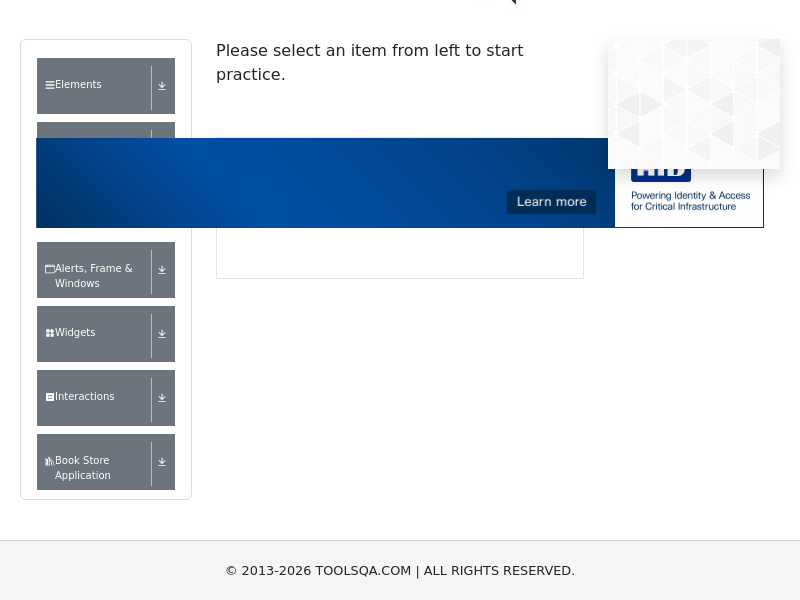 Please select an item from left to start
practice.
Elements
Learn more
Powering Identity & Access
for Critical Infrastructure
Alerts, Frame &
Windows
Widgets
Interactions
Book Store
Application
© 2013-2026 TOOLSQA.COM | ALL RIGHTS RESERVED.